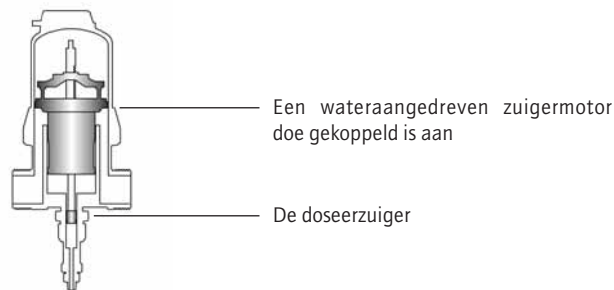 Een wateraangedreven zuigermotor
doe gekoppeld is aan
De doseerzuiger